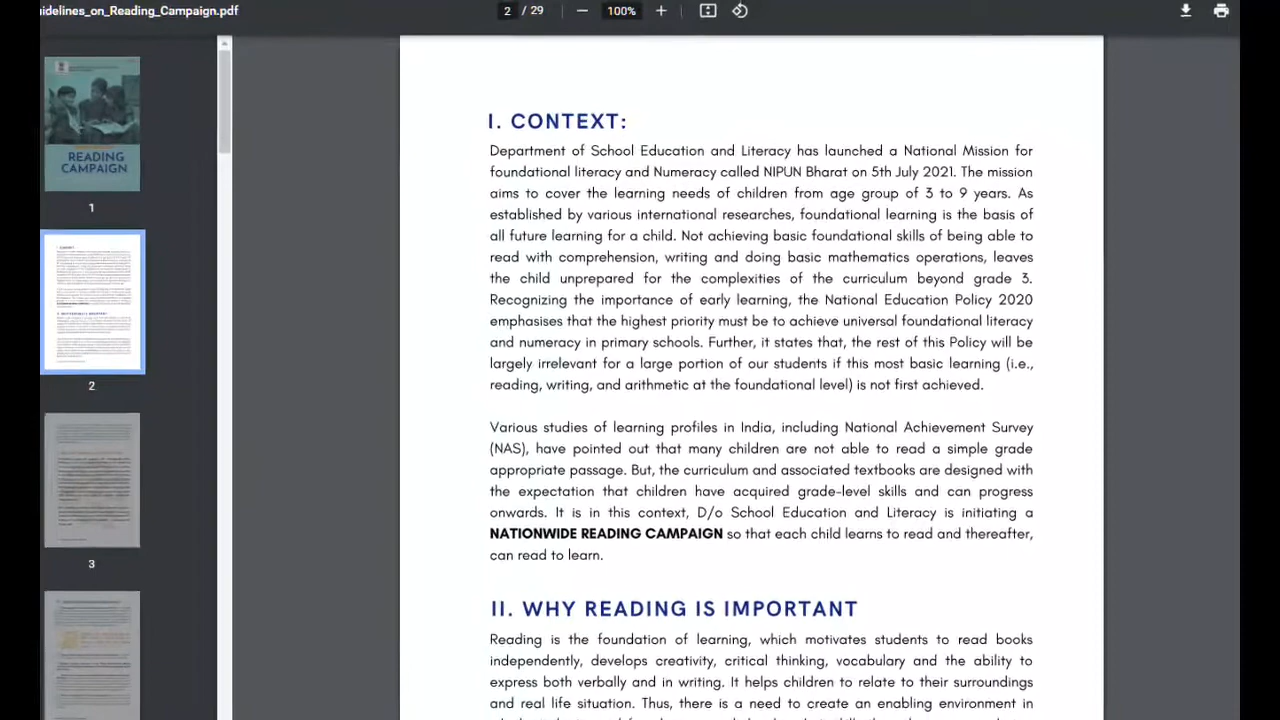 idelines_on_Reading_Campaign.pdf
2 / 29
100%
READING
CAMPAIGN
1
2
3
I. CONTEXT:
Department of School Education and Literacy has launched a National Mission for
foundational literacy and Numeracy called NIPUN Bharat on 5th July 2021. The mission
aims to cover the learning needs of children from age group of 3 to 9 years. As
established by various international researches, foundational learning is the basis of
all future learning for a child. Not achieving basic foundational skills of being able to
read with comprehension, writing and doing basic mathematics operations, leaves
the child unprepared for the complexities of the curriculum beyond grade 3.
Recognizing the importance of early learning, the National Education Policy 2020
emphasises that the highest priority must be to achieve universal foundational literacy
and numeracy in primary schools. Further, it states that, the rest of this Policy will be
largely irrelevant for a large portion of our students if this most basic learning (i.e.,
reading, writing, and arithmetic at the foundational level) is not first achieved.
Various studies of learning profiles in India, including National Achievement Survey
(NAS), have pointed out that many children are not able to read a simple grade
appropriate passage. But, the curriculum and associated textbooks are designed with
the expectation that children have acquired grade-level skills and can progress
onwards. It is in this context, D/o School Education and Literacy is initiating a
NATIONWIDE READING CAMPAIGN so that each child learns to read and thereafter,
can read to learn.
II. WHY READING IS IMPORTANT
Reading is the foundation of learning, which motivates students to read books
independently, develops creativity, critical thinking, vocabulary and the ability to
express both verbally and in writing. It helps children to relate to their surroundings
and real life situation. Thus, there is a need to create an enabling environment in